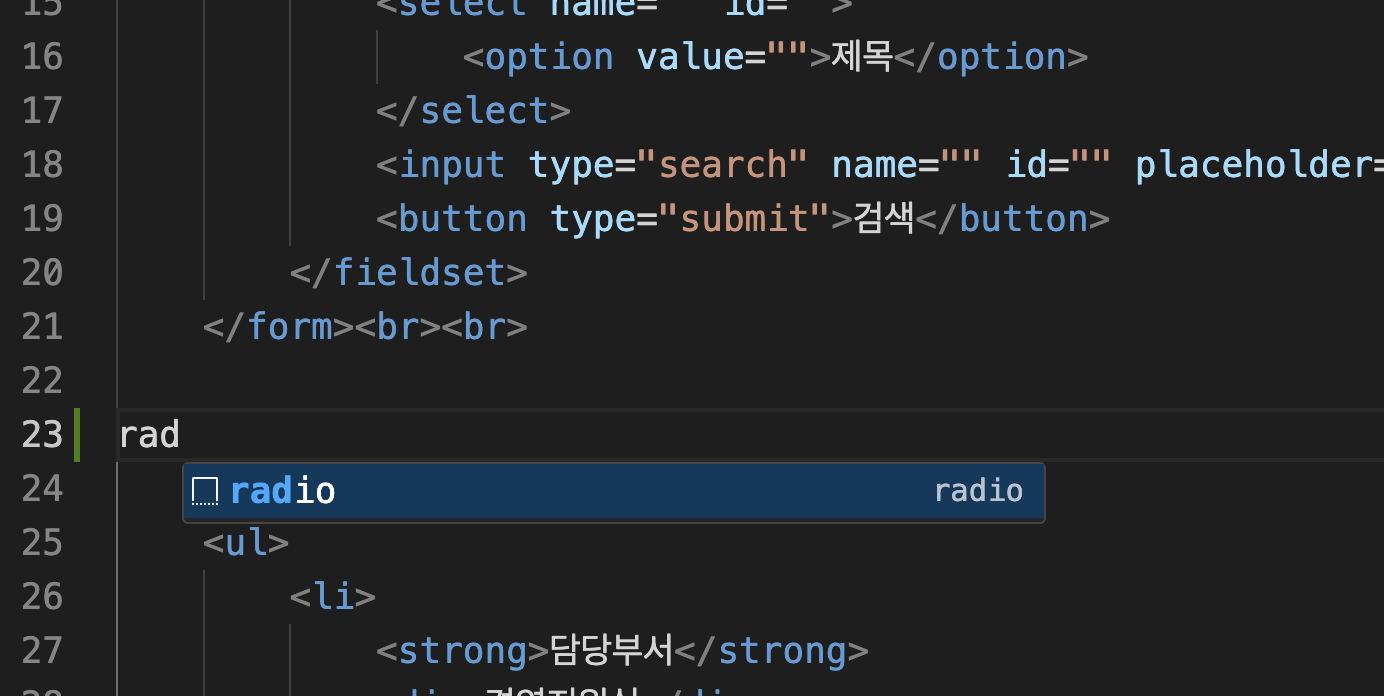 15 <select name="" id="">
16 <option value="">제목</option>
17 </select>
18 <input type="search" name="" id="" placeholder=
19 <button type="submit">검색</button>
20 </fieldset>
21 </form><br><br>
22
23 rad
24 radio radio
25 <ul>
26 <li>
27 <strong>담당부서</strong>
28